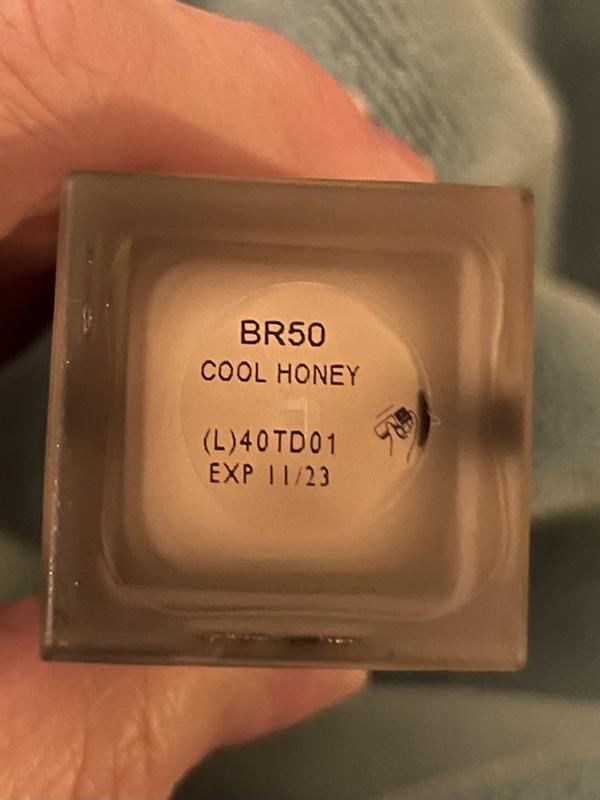 BR50
COOL HONEY
(L)40TD01
EXP 11/23